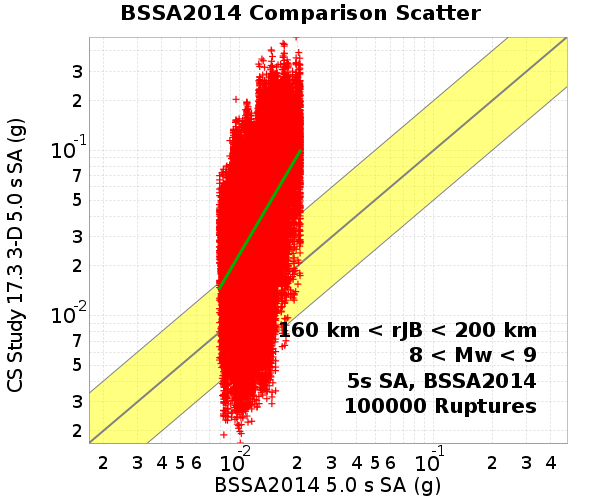 BSSA2014 Comparison Scatter
CS Study 17.3 3-D 5.0 s SA (g)
3
2
10-1
7
5
3
2
10-2
7
5
3
2
160 km < rJB < 200 km
8 < Mw < 9
5s SA, BSSA2014
100000 Ruptures
2 3 4 5 6 10-2 2 3 4 5 6 10-1 2 3 4
BSSA2014 5.0 s SA (g)